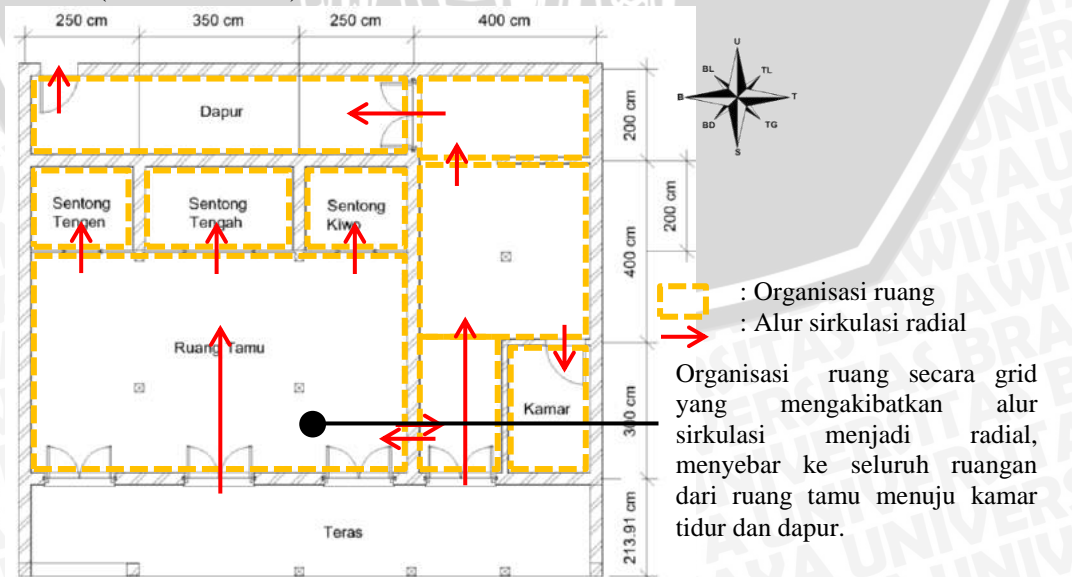 250 cm 350 cm 250 cm 400 cm
U
BL TL
B T
BD TG
S
Dapur
200 cm
Sentong Tengen
Sentong Tengah
Sentong Kiwo
200 cm
400 cm
: Organisasi ruang
: Alur sirkulasi radial
Ruang Tamu
Kamar
300 cm
Organisasi ruang secara grid
yang mengakibatkan alur
sirkulasi menjadi radial,
menyebar ke seluruh ruangan
dari ruang tamu menuju kamar
tidur dan dapur.
Teras
213.91 cm